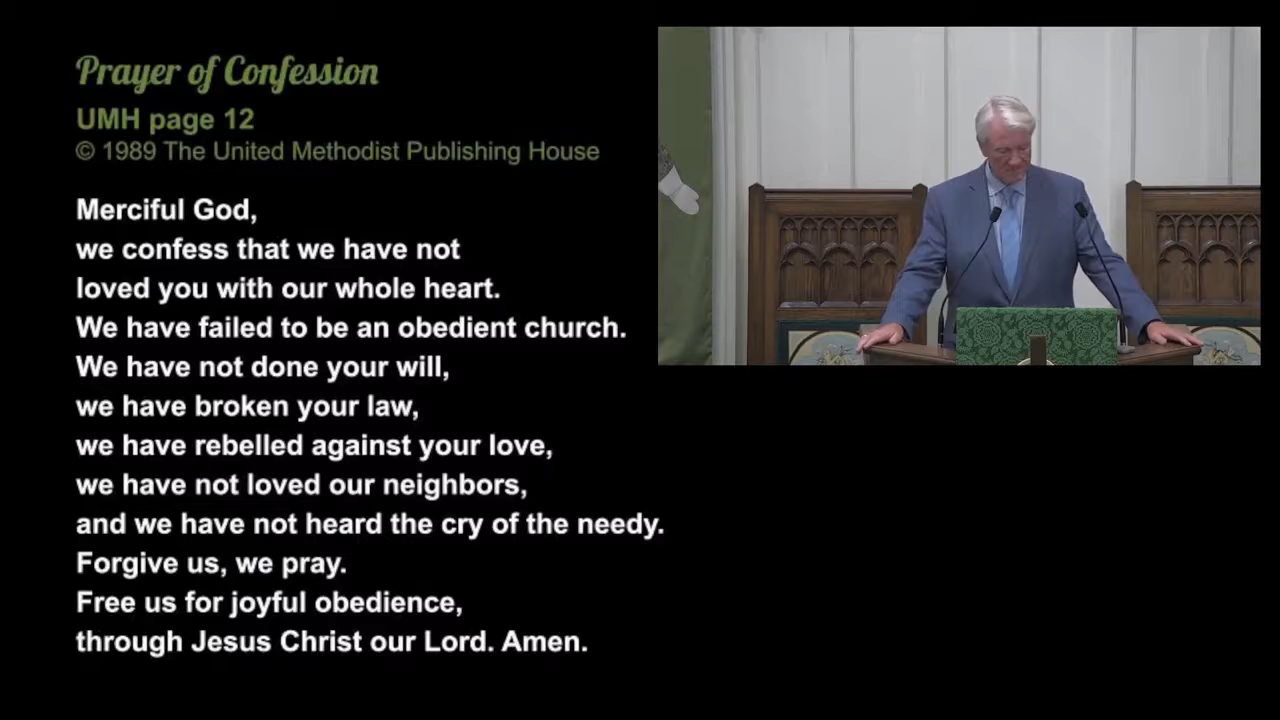 Prayer of Confession
UMH page 12
© 1989 The United Methodist Publishing House
Merciful God,
we confess that we have not
loved you with our whole heart.
We have failed to be an obedient church.
We have not done your will,
we have broken your law,
we have rebelled against your love,
we have not loved our neighbors,
and we have not heard the cry of the needy.
Forgive us, we pray.
Free us for joyful obedience,
through Jesus Christ our Lord. Amen.